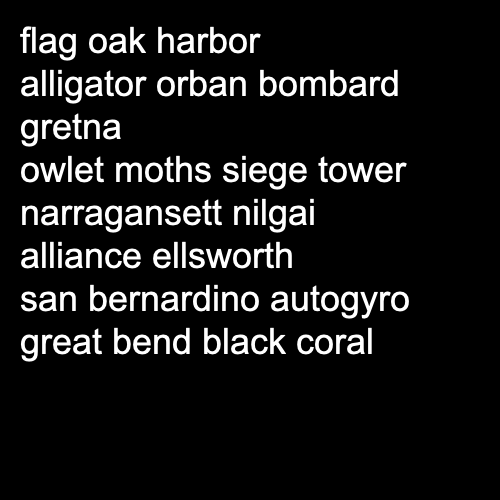 flag oak harbor
alligator orban bombard
gretna
owlet moths siege tower
narragansett nilgai
alliance ellsworth
san bernardino autogyro
great bend black coral